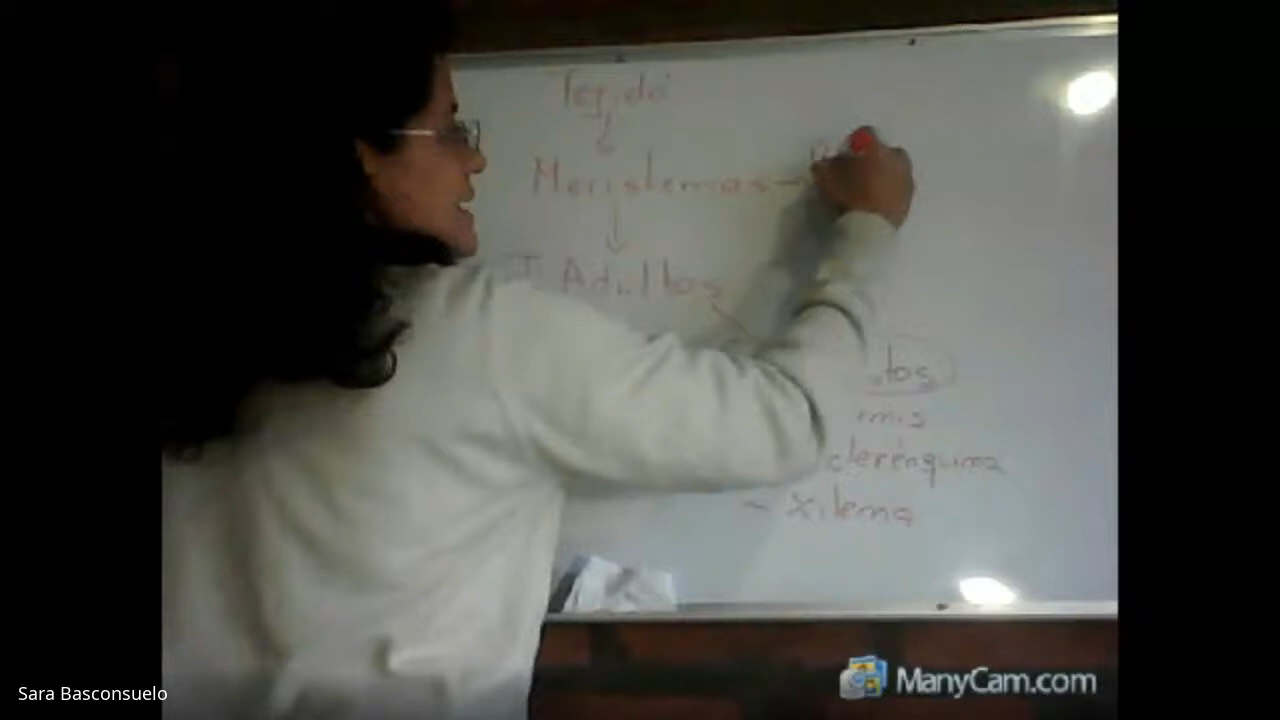 Tejido
Meristemas
T. Adultos
tos
mis
clerénquima
- Xilema
Sara Basconsuelo
ManyCam.com